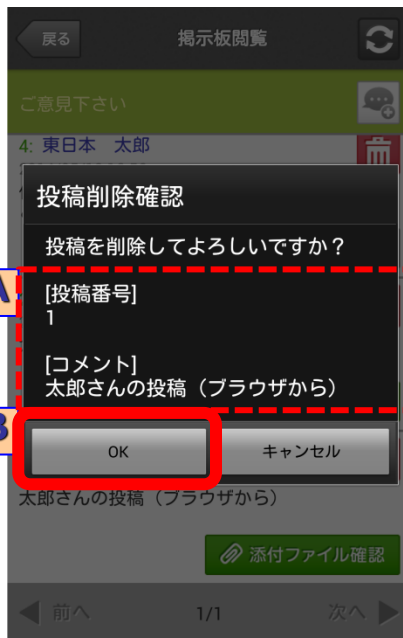 戻る 掲示板閲覧
ご意見下さい
4: 東日本 太郎
投稿削除確認
投稿を削除してよろしいですか？
A
[投稿番号]
1
[コメント]
太郎さんの投稿（ブラウザから）
B
OK キャンセル
太郎さんの投稿（ブラウザから）
添付ファイル確認
前へ 1/1 次へ